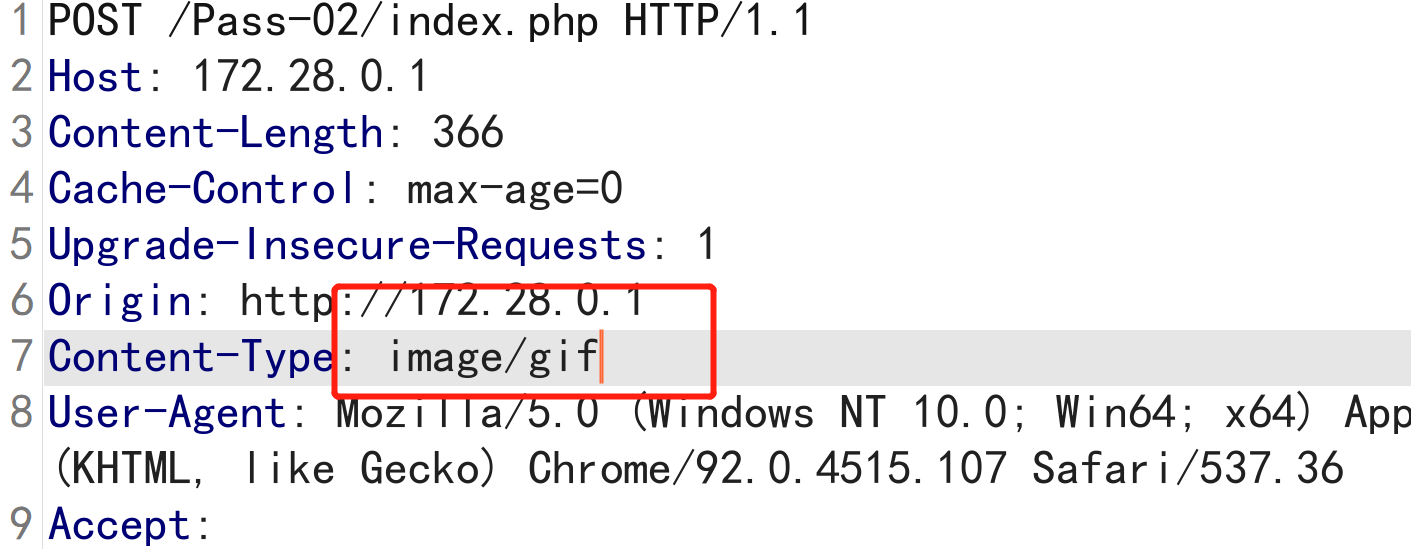 1 POST /Pass-02/index.php HTTP/1.1
2 Host: 172.28.0.1
3 Content-Length: 366
4 Cache-Control: max-age=0
5 Upgrade-Insecure-Requests: 1
6 Origin: http://172.28.0.1
7 Content-Type: image/gif
8 User-Agent: Mozilla/5.0 (Windows NT 10.0; Win64; x64) App
(KHTML, like Gecko) Chrome/92.0.4515.107 Safari/537.36
9 Accept: